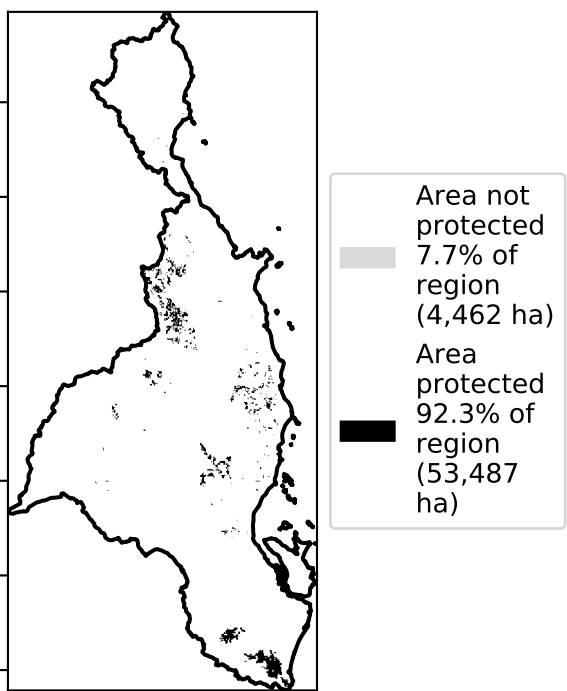 Area not
protected
7.7% of
region
(4,462 ha)
Area
protected
92.3% of
region
(53,487
ha)